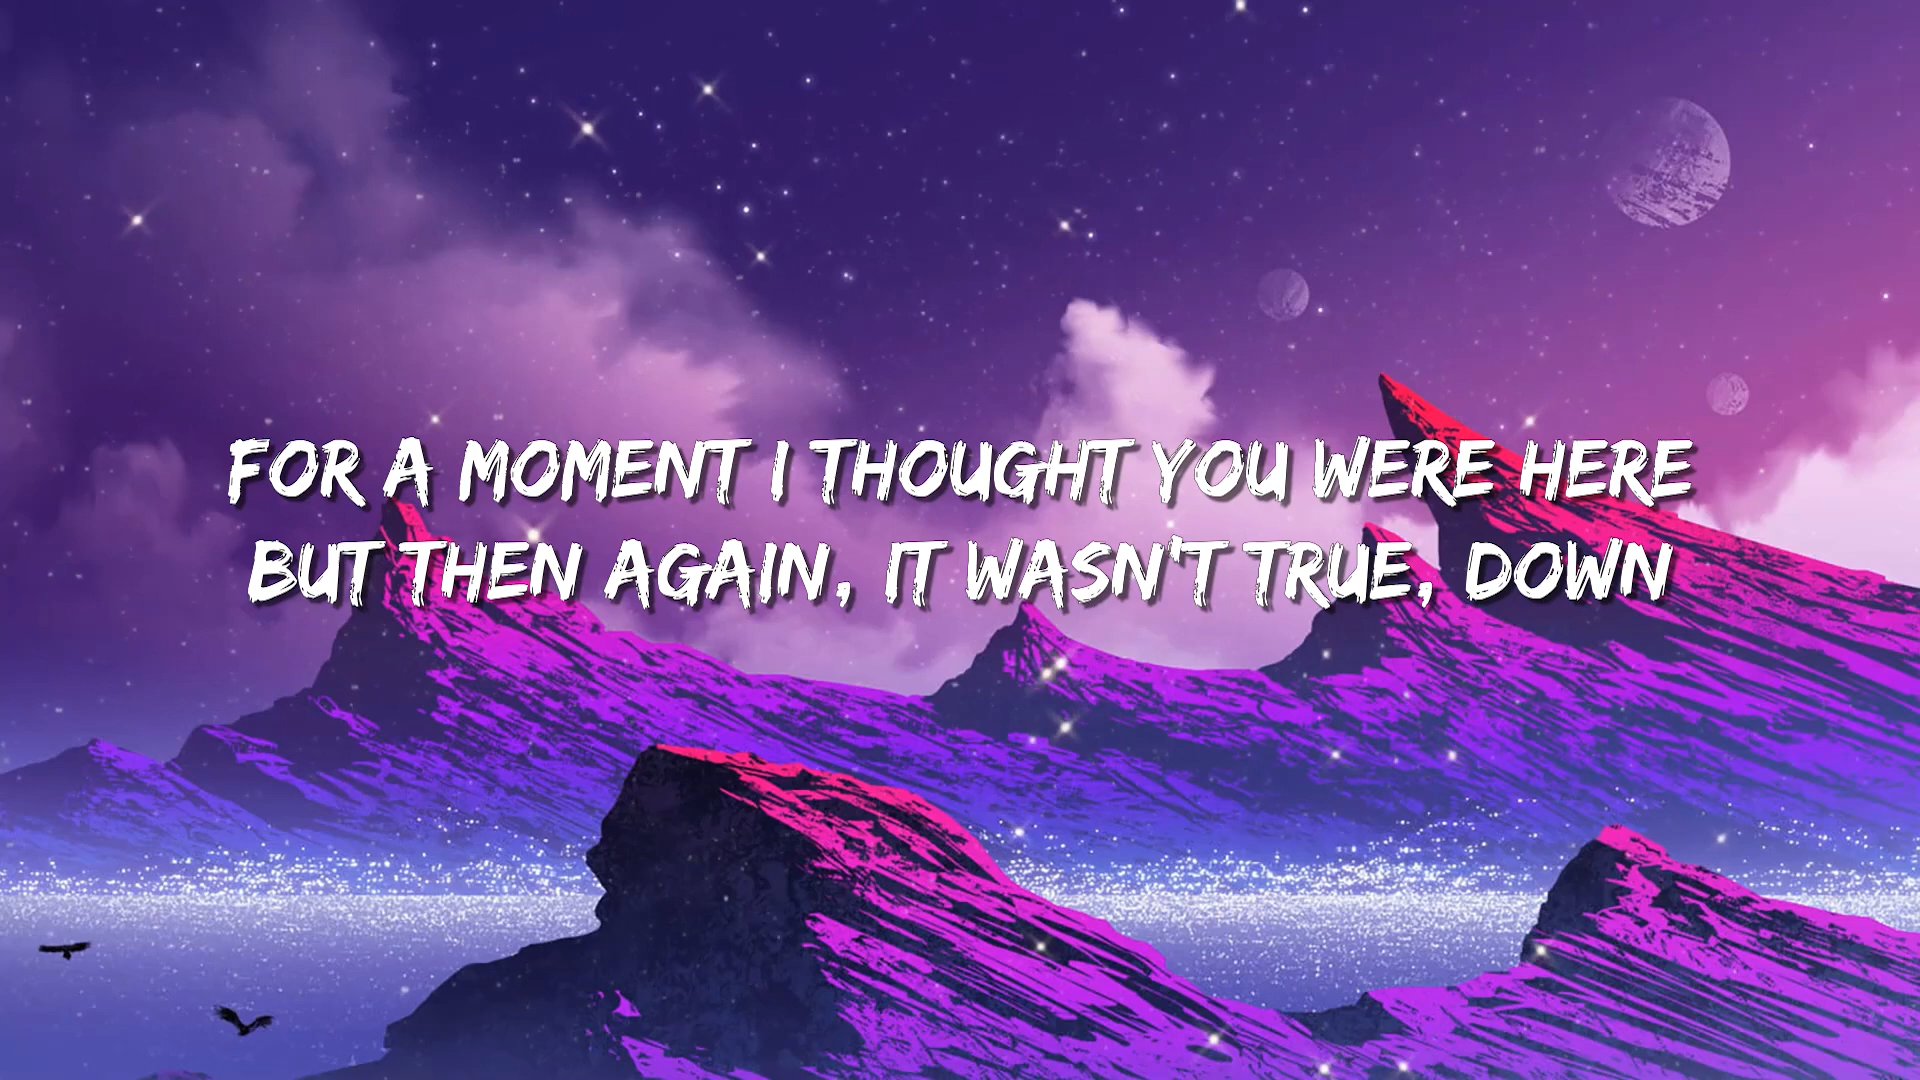 FOR A MOMENT I THOUGHT YOU WERE HERE
BUT THEN AGAIN, IT WASN'T TRUE, DOWN